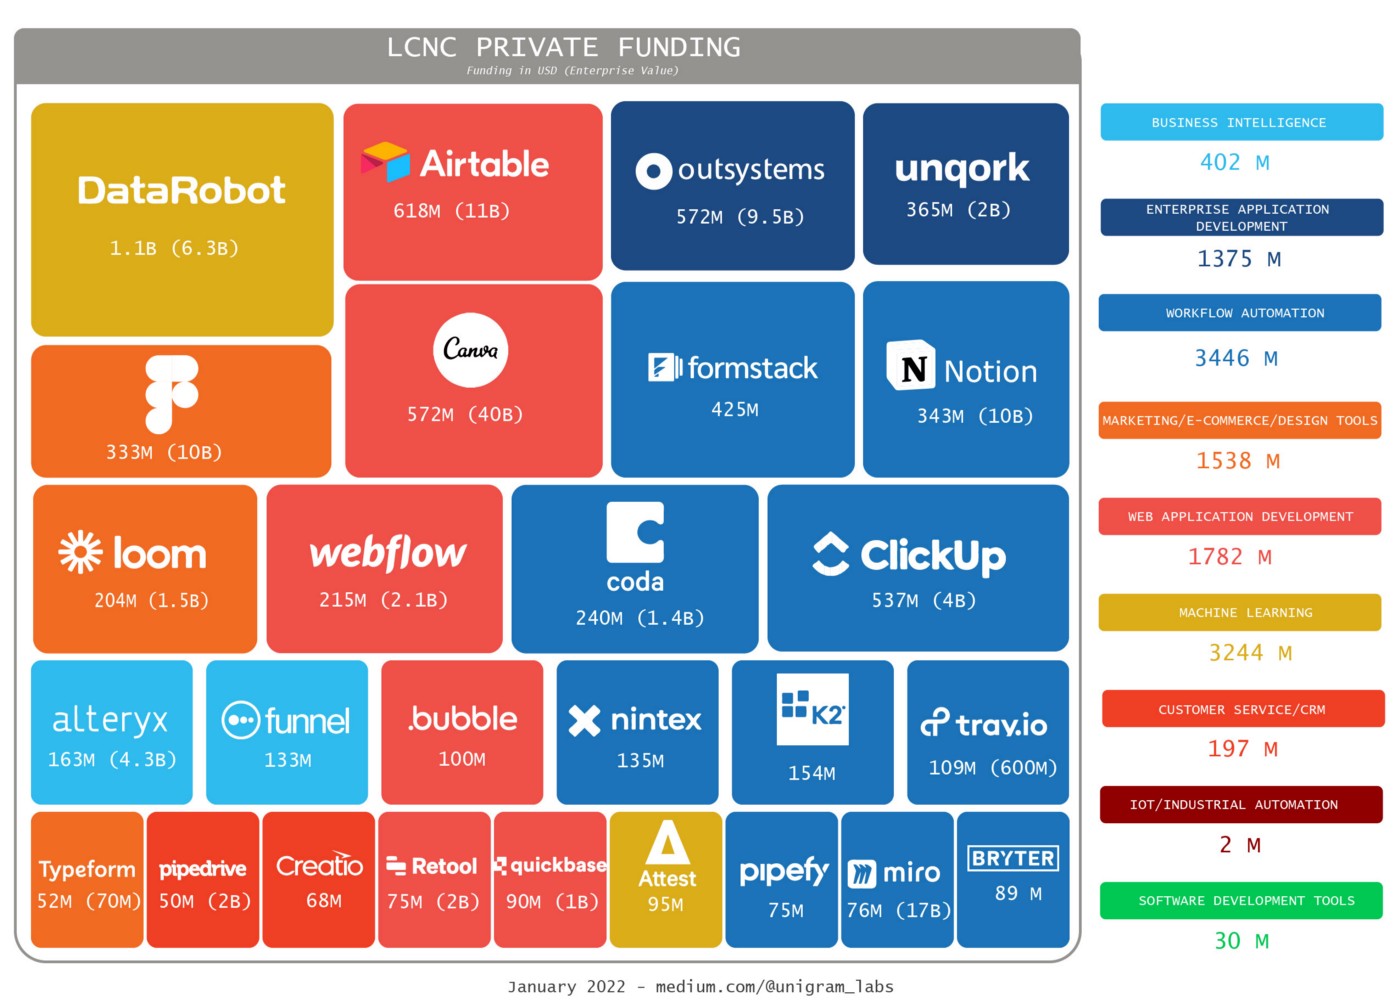 LCNC PRIVATE FUNDING
Funding in USD (Enterprise Value)
DataRobot
1.1B (6.3B)
Airtable
618M (11B)
outsystems
572M (9.5B)
unqork
365M (2B)
333M (10B)
Canva
572M (40B)
formstack
425M
N Notion
343M (10B)
loom
204M (1.5B)
webflow
215M (2.1B)
coda
240M (1.4B)
ClickUp
537M (4B)
alteryx
163M (4.3B)
funnel
133M
.bubble
100M
nintex
135M
K2
154M
tray.io
109M (600M)
Typeform
52M (70M)
pipedrive
50M (2B)
Creatio
68M
Retool
75M (2B)
quickbase
90M (1B)
Attest
95M
pipefy
75M
miro
76M (17B)
BRYTER
89 M
BUSINESS INTELLIGENCE
402 M
ENTERPRISE APPLICATION
DEVELOPMENT
1375 M
WORKFLOW AUTOMATION
3446 M
MARKETING/E-COMMERCE/DESIGN TOOLS
1538 M
WEB APPLICATION DEVELOPMENT
1782 M
MACHINE LEARNING
3244 M
CUSTOMER SERVICE/CRM
197 M
IOT/INDUSTRIAL AUTOMATION
2 M
SOFTWARE DEVELOPMENT TOOLS
30 M
January 2022 - medium.com/@unigram_labs